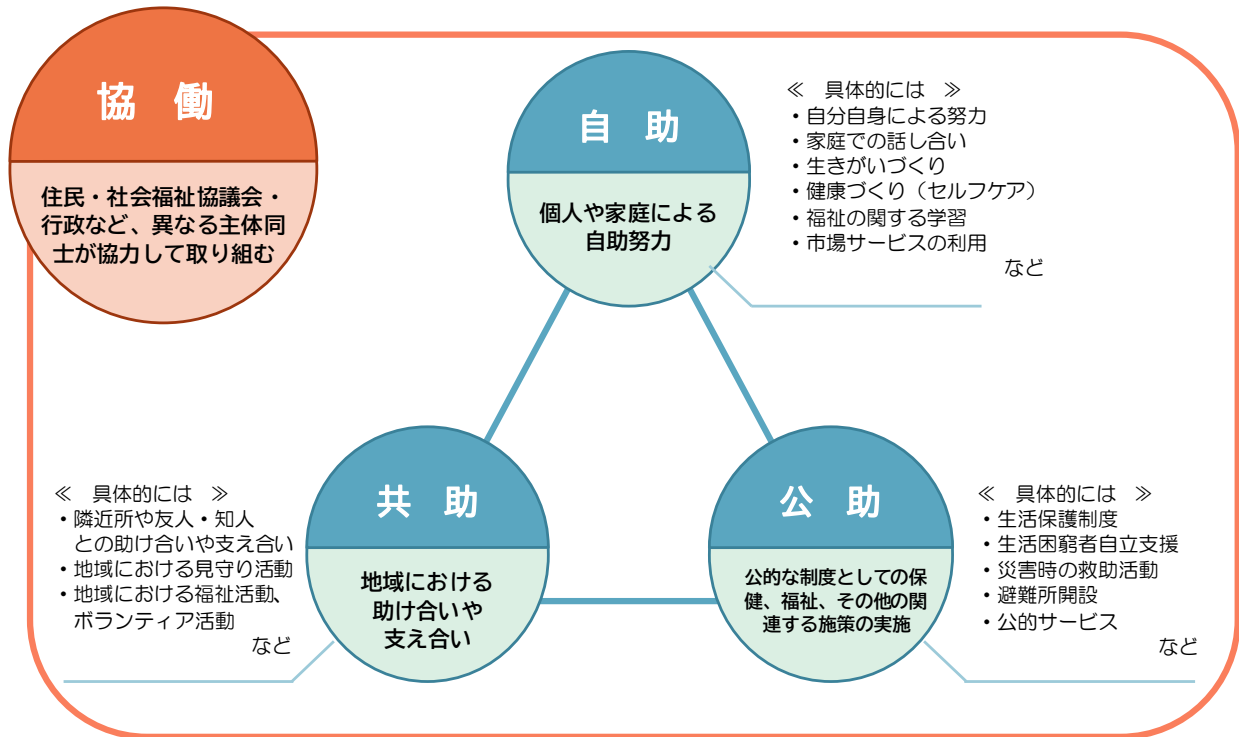 協 働
住民・社会福祉協議会・
行政など、異なる主体同
士が協力して取り組む
自 助
個人や家庭による
自助努力
≪ 具体的には ≫
・自分自身による努力
・家庭での話し合い
・生きがいづくり
・健康づくり（セルフケア）
・福祉の関する学習
・市場サービスの利用
など
共 助
地域における
助け合いや
支え合い
≪ 具体的には ≫
・隣近所や友人・知人
との助け合いや支え合い
・地域における見守り活動
・地域における福祉活動、
ボランティア活動
など
公 助
公的な制度としての保
健、福祉、その他の関
連する施策の実施
≪ 具体的には ≫
・生活保護制度
・生活困窮者自立支援
・災害時の救助活動
・避難所開設
・公的サービス
など